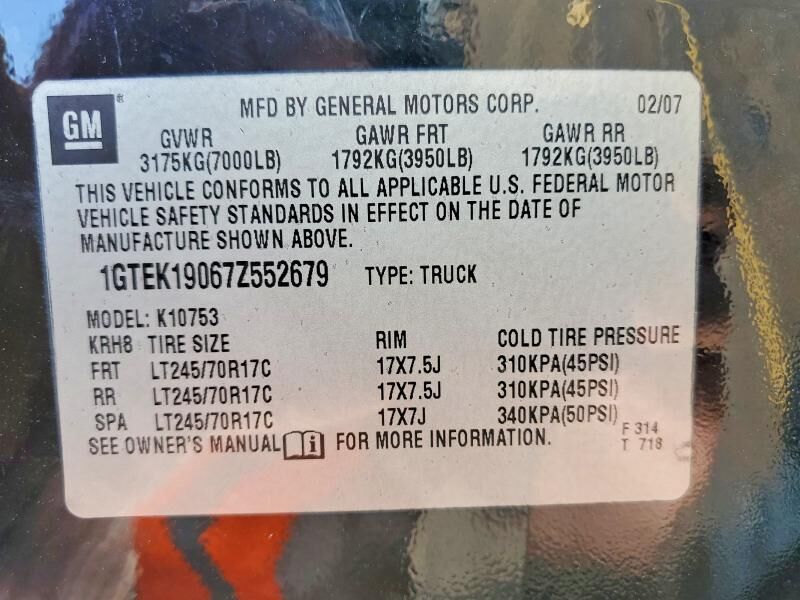 GM MFD BY GENERAL MOTORS CORP. 02/07
GVWR GAWR FRT GAWR RR
3175KG(7000LB) 1792KG(3950LB) 1792KG(3950LB)
THIS VEHICLE CONFORMS TO ALL APPLICABLE U.S. FEDERAL MOTOR
VEHICLE SAFETY STANDARDS IN EFFECT ON THE DATE OF
MANUFACTURE SHOWN ABOVE.
1GTEK19067Z552679 TYPE: TRUCK
MODEL: K10753
KRH8 TIRE SIZE RIM COLD TIRE PRESSURE
FRT LT245/70R17C 17X7.5J 310KPA(45PSI)
RR LT245/70R17C 17X7.5J 310KPA(45PSI)
SPA LT245/70R17C 17X7J 340KPA(50PSI)
SEE OWNER'S MANUAL i FOR MORE INFORMATION.
F 314
T 718